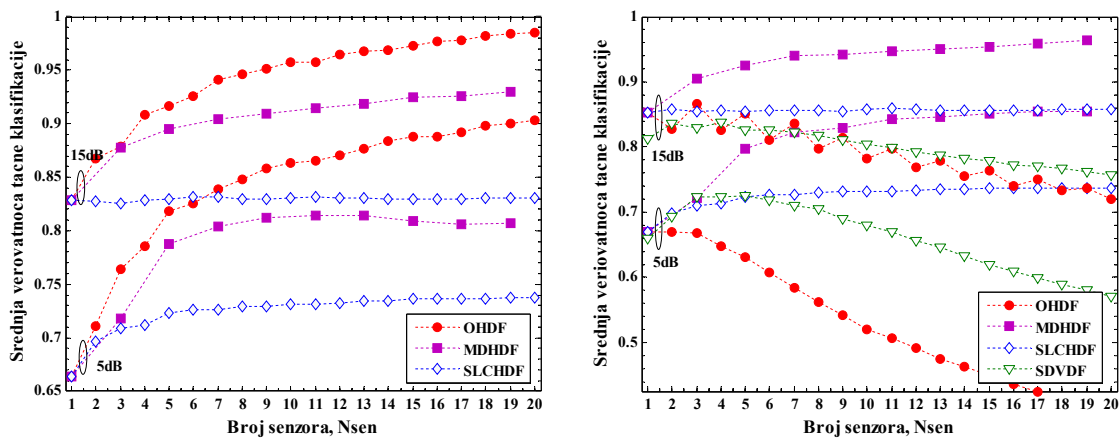 Srednja verovatnoca tacne klasifikacije
1
0.95
0.9
0.85
0.8
0.75
0.7
0.65
15dB
5dB
OHDF
MDHDF
SLCHDF
1 2 3 4 5 6 7 8 9 10 11 12 13 14 15 16 17 18 19 20
Broj senzora, Nsen
Srednja veriovatnoca tacne klasifikacije
1
0.9
0.8
0.7
0.6
0.5
15dB
5dB
OHDF
MDHDF
SLCHDF
SDVDF
1 2 3 4 5 6 7 8 9 10 11 12 13 14 15 16 17 18 19 20
Broj senzora, Nsen